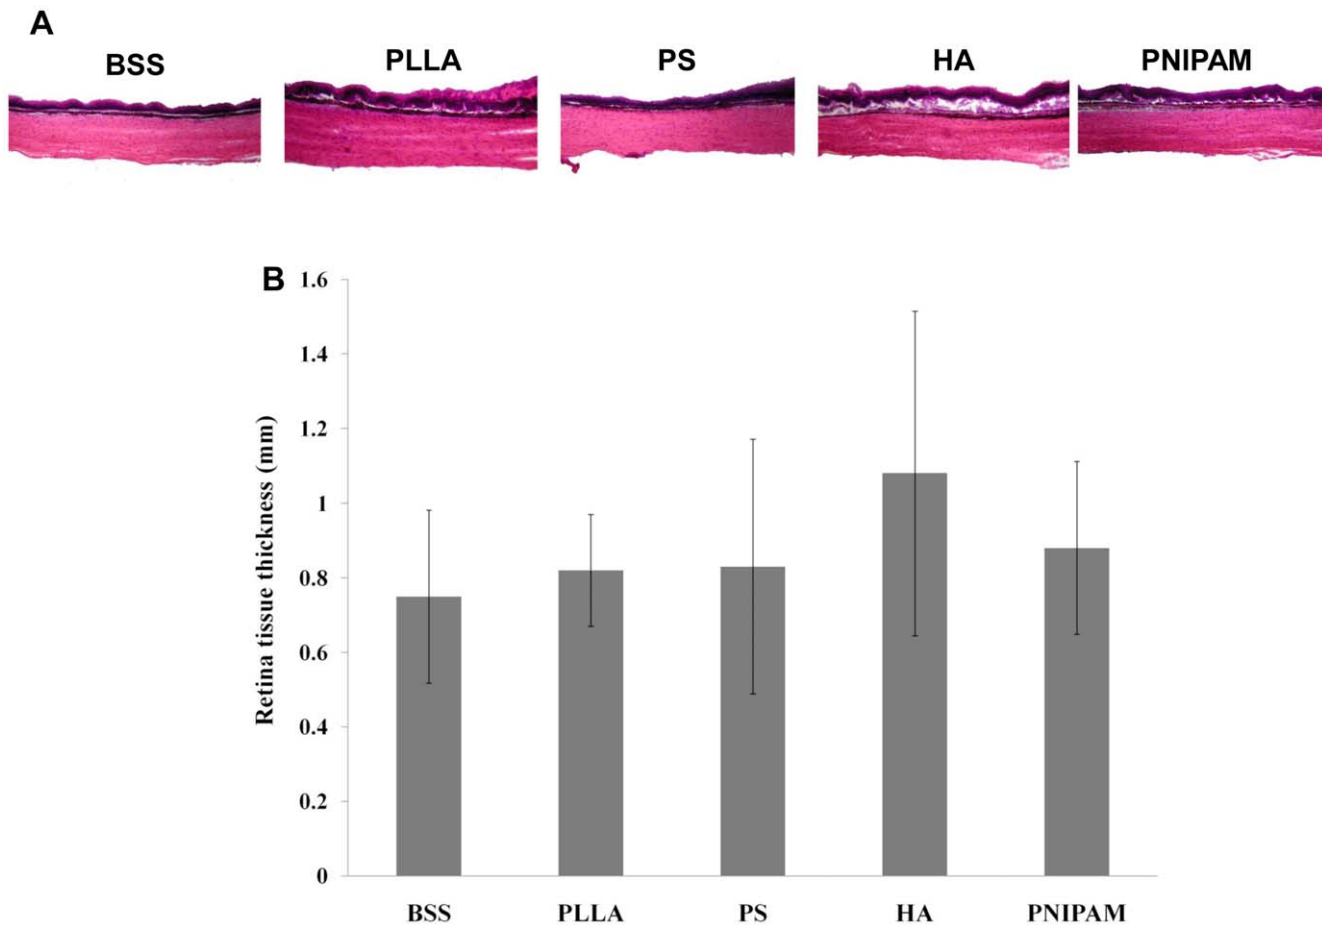 A
BSS PLLA PS HA PNIPAM
B
1.6
1.4
1.2
1
0.8
0.6
0.4
0.2
0
Retina tissue thickness (mm)
BSS PLLA PS HA PNIPAM